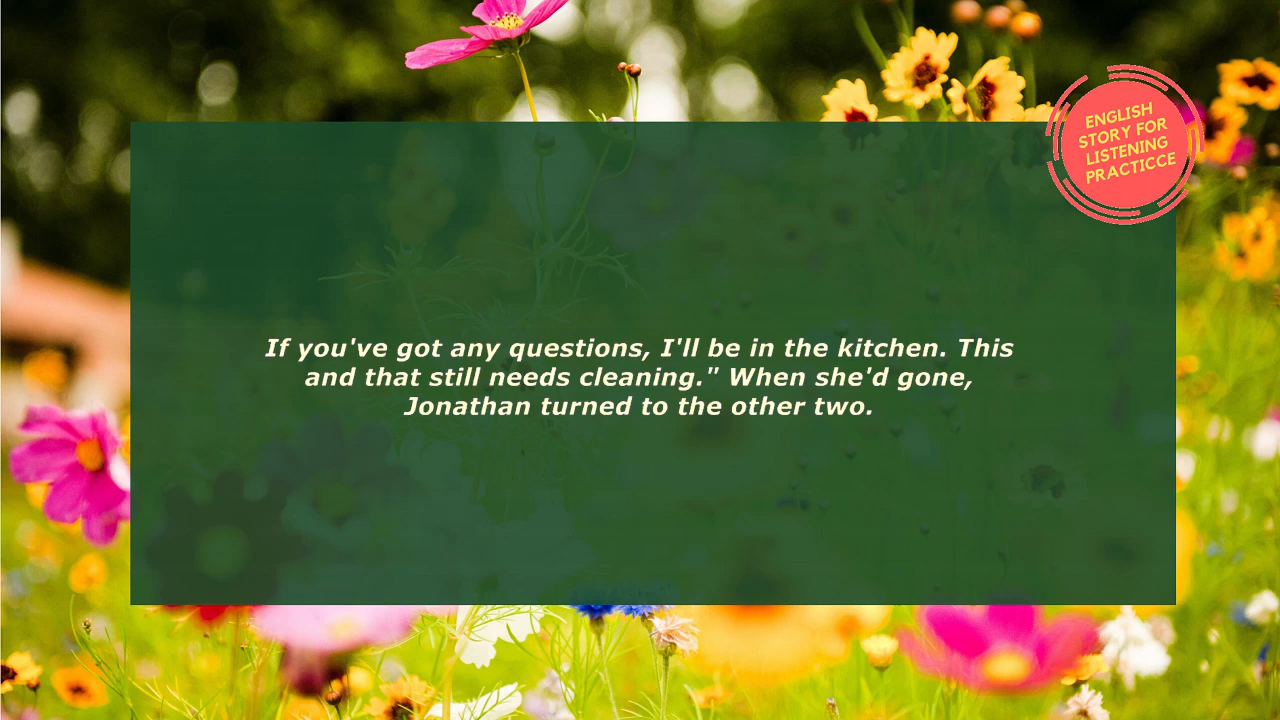 ENGLISH
STORY FOR
LISTENING
PRACTICCE
If you've got any questions, I'll be in the kitchen. This
and that still needs cleaning." When she'd gone,
Jonathan turned to the other two.